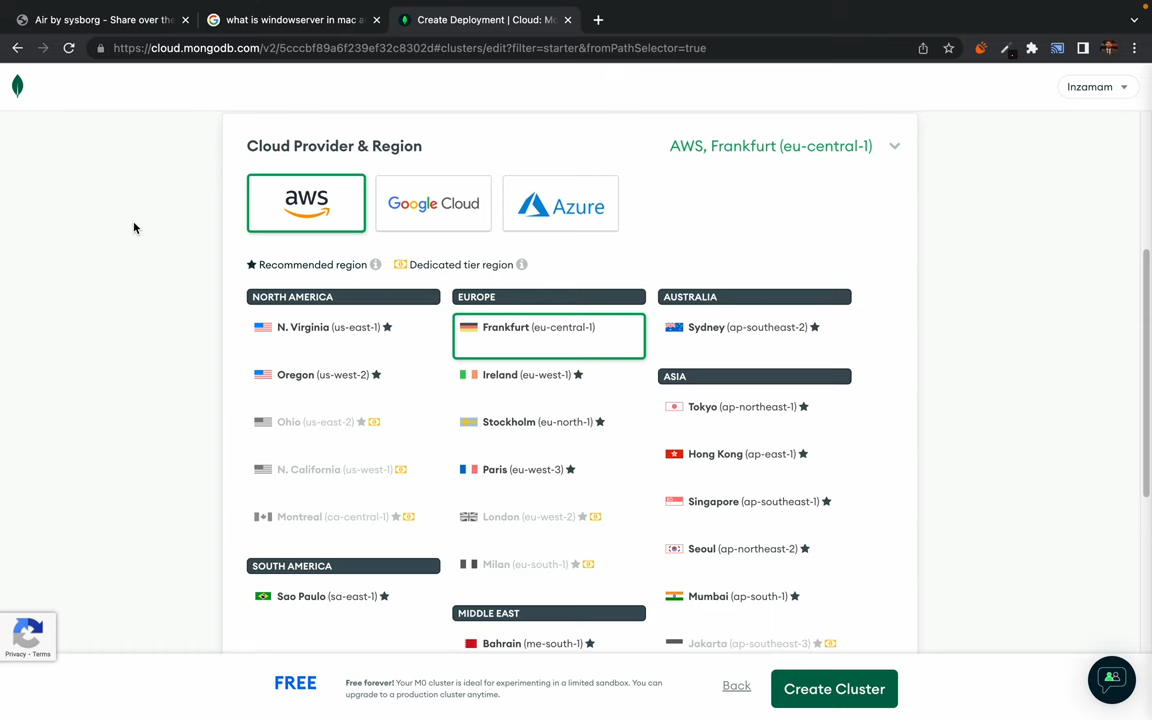 Air by sysborg - Share over the
what is windowserver in mac a
Create Deployment | Cloud: Mo
https://cloud.mongodb.com/v2/5cccbf89a6f239ef32c8302d#clusters/edit?filter=starter&fromPathSelector=true
Inzamam
Cloud Provider & Region
AWS, Frankfurt (eu-central-1)
aws
Google Cloud
Azure
Recommended region
Dedicated tier region
NORTH AMERICA
N. Virginia (us-east-1)
Oregon (us-west-2)
Ohio (us-east-2)
N. California (us-west-1)
Montreal (ca-central-1)
SOUTH AMERICA
Sao Paulo (sa-east-1)
EUROPE
Frankfurt (eu-central-1)
Ireland (eu-west-1)
Stockholm (eu-north-1)
Paris (eu-west-3)
London (eu-west-2)
Milan (eu-south-1)
MIDDLE EAST
Bahrain (me-south-1)
AUSTRALIA
Sydney (ap-southeast-2)
ASIA
Tokyo (ap-northeast-1)
Hong Kong (ap-east-1)
Singapore (ap-southeast-1)
Seoul (ap-northeast-2)
Mumbai (ap-south-1)
Jakarta (ap-southeast-3)
Privacy - Terms
FREE
Free forever! Your M0 cluster is ideal for experimenting in a limited sandbox. You can
upgrade to a production cluster anytime.
Back
Create Cluster